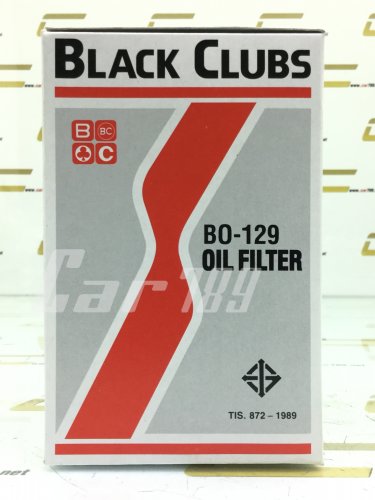 BLACK CLUBS
B BC
C
BO-129
OIL FILTER
Car789
TIS. 872 - 1989